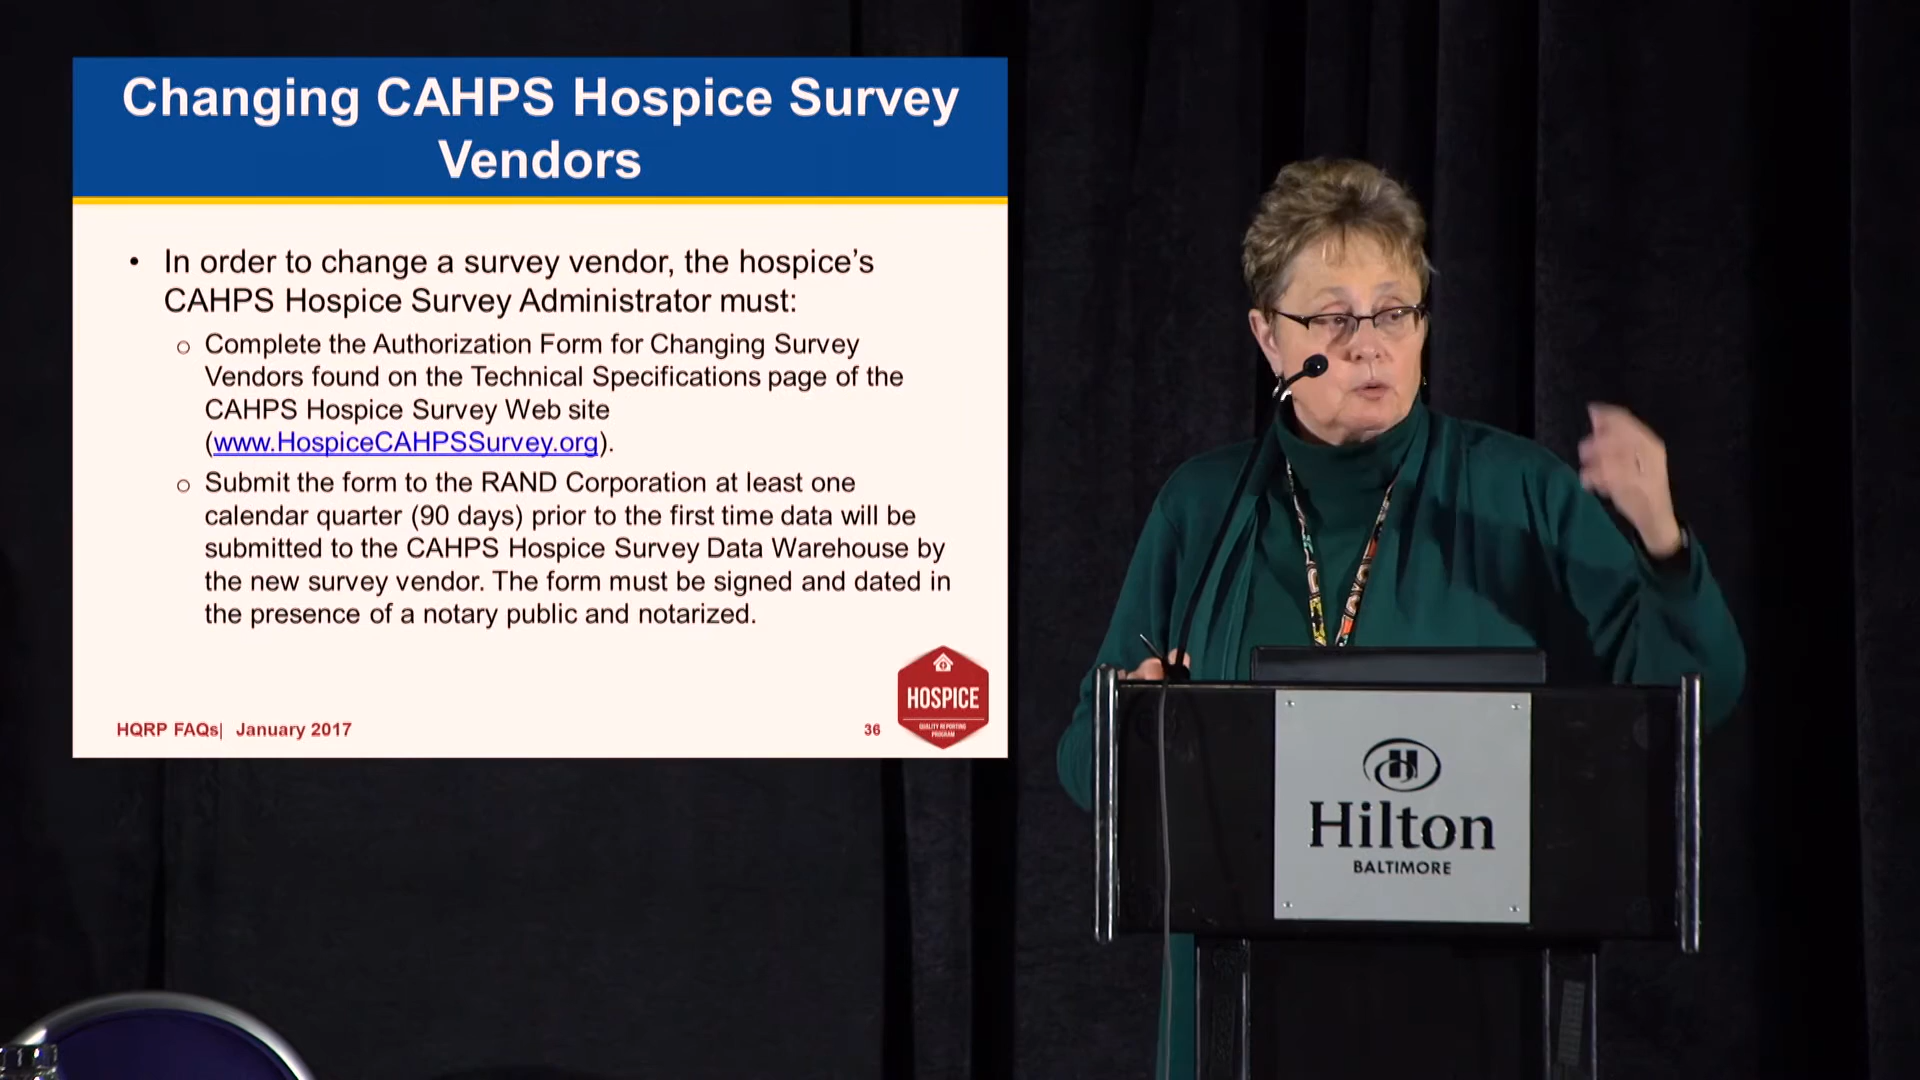 Changing CAHPS Hospice Survey
Vendors
• In order to change a survey vendor, the hospice's
CAHPS Hospice Survey Administrator must:
o Complete the Authorization Form for Changing Survey
Vendors found on the Technical Specifications page of the
CAHPS Hospice Survey Web site
(www.HospiceCAHPSSurvey.org).
o Submit the form to the RAND Corporation at least one
calendar quarter (90 days) prior to the first time data will be
submitted to the CAHPS Hospice Survey Data Warehouse by
the new survey vendor. The form must be signed and dated in
the presence of a notary public and notarized.
HQRP FAQs| January 2017
36
HOSPICE
QUALITY REPORTING
PROGRAM
H
Hilton
BALTIMORE